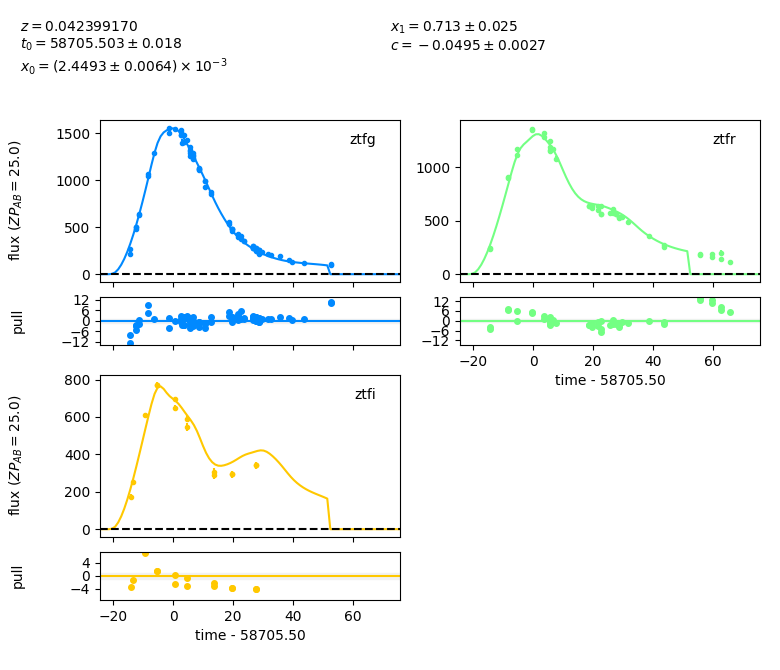 z = 0.042399170
t0 = 58705.503 ± 0.018
x0 = (2.4493 ± 0.0064) × 10⁻³
x1 = 0.713 ± 0.025
c = −0.0495 ± 0.0027
flux (ZP_AB = 25.0)
1500
1000
500
0
ztfg
pull
12
6
0
−6
−12
1000
500
0
ztfr
12
6
0
−6
−12
−20 0 20 40 60
time - 58705.50
flux (ZP_AB = 25.0)
800
600
400
200
0
ztfi
pull
4
0
−4
−20 0 20 40 60
time - 58705.50